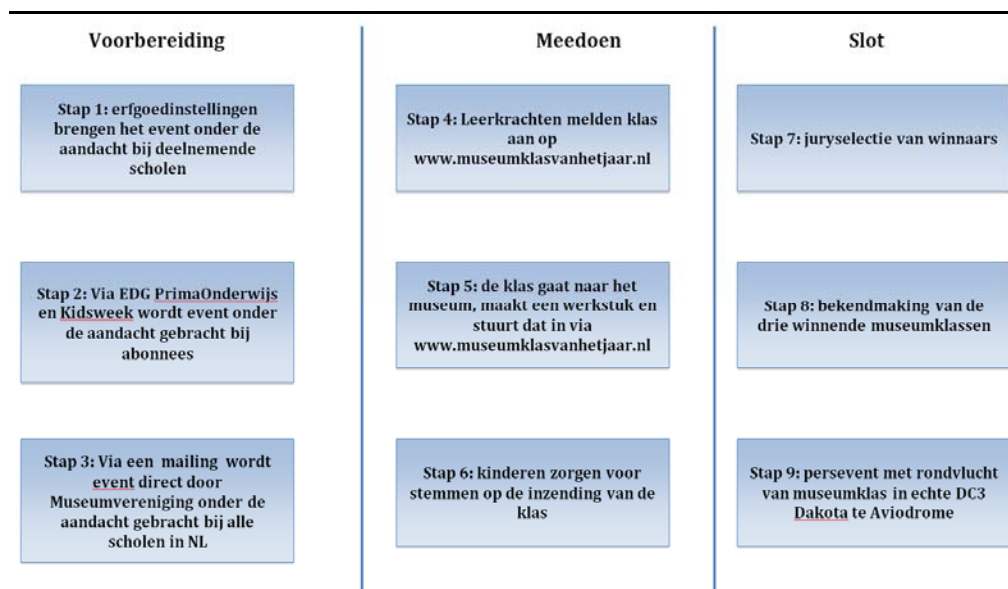 Voorbereiding
Stap 1: erfgoedinstellingen
brengen het event onder de
aandacht bij deelnemende
scholen
Stap 2: Via EDG PrimaOnderwijs
en Kidsweek wordt event onder
de aandacht gebracht bij
abonnees
Stap 3: Via een mailing wordt
event direct door
Museumvereniging onder de
aandacht gebracht bij alle
scholen in NL
Meedoen
Stap 4: Leerkrachten melden klas
aan op
www.museumklasvanhetjaar.nl
Stap 5: de klas gaat naar het
museum, maakt een werkstuk en
stuurt dat in via
www.museumklasvanhetjaar.nl
Stap 6: kinderen zorgen voor
stemmen op de inzending van de
klas
Slot
Stap 7: juryselectie van winnaars
Stap 8: bekendmaking van de
drie winnende museumklassen
Stap 9: persevent met rondvlucht
van museumklas in echte DC3
Dakota te Aviodrome